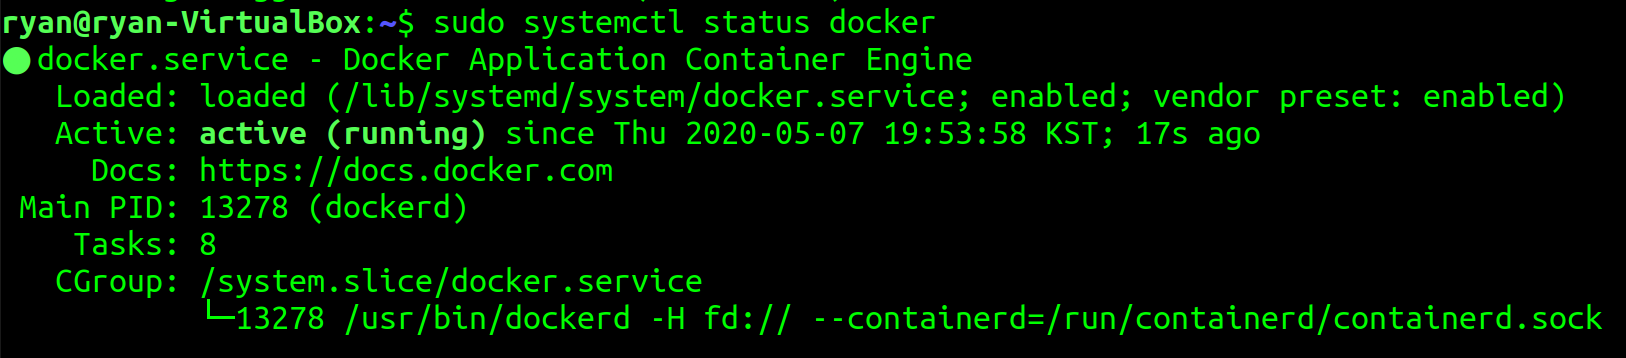 ryan@ryan-VirtualBox:~$ sudo systemctl status docker
● docker.service - Docker Application Container Engine
   Loaded: loaded (/lib/systemd/system/docker.service; enabled; vendor preset: enabled)
   Active: active (running) since Thu 2020-05-07 19:53:58 KST; 17s ago
     Docs: https://docs.docker.com
 Main PID: 13278 (dockerd)
    Tasks: 8
   CGroup: /system.slice/docker.service
           └─13278 /usr/bin/dockerd -H fd:// --containerd=/run/containerd/containerd.sock